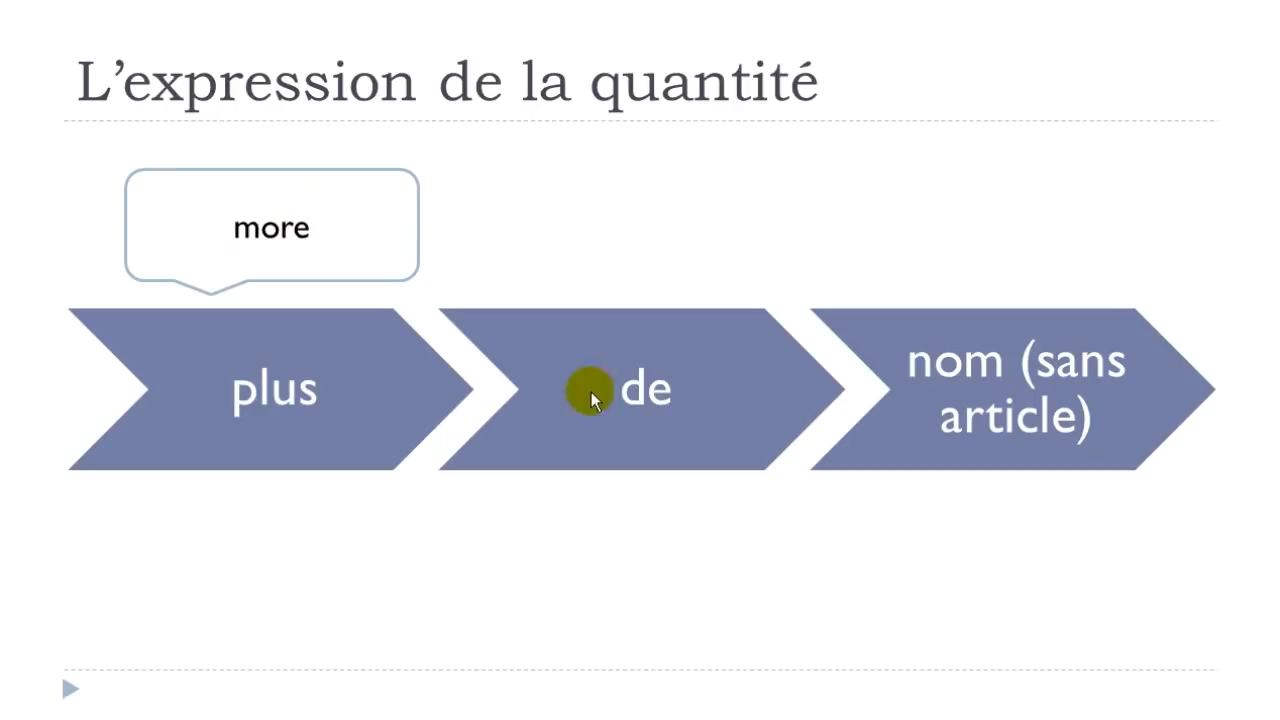 L’expression de la quantité
more
plus
de
nom (sans
article)